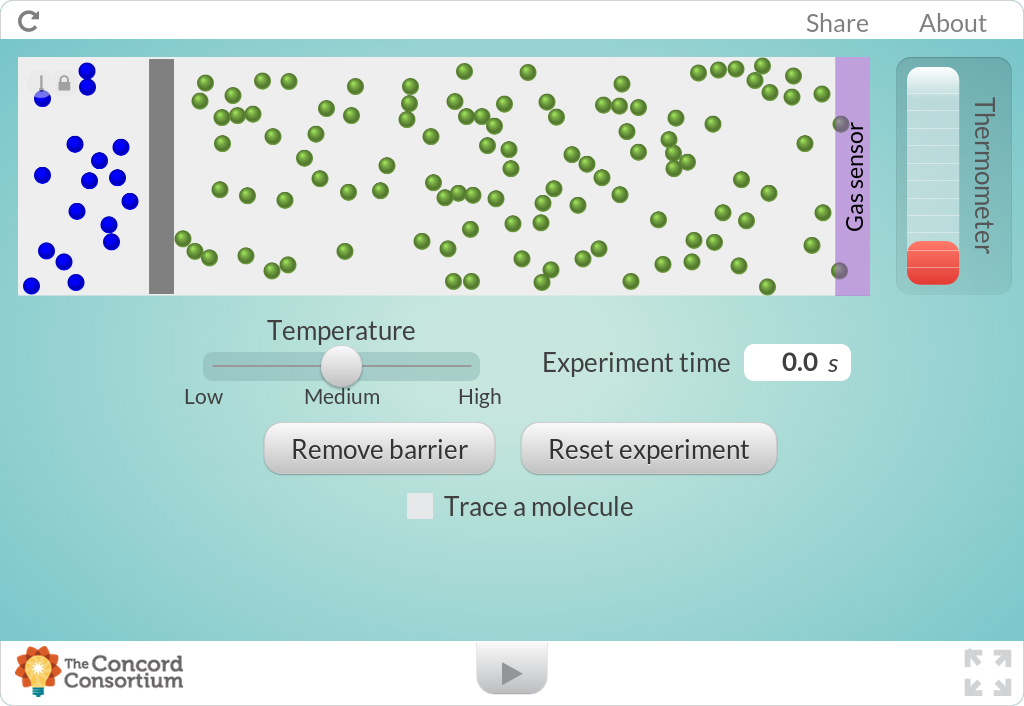 Share About
Gas sensor
Thermometer
Temperature
Low Medium High
Experiment time 0.0 s
Remove barrier Reset experiment
Trace a molecule
The Concord
Consortium